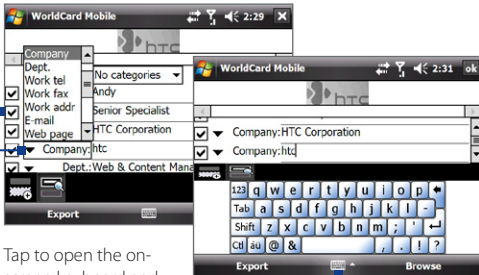 WorldCard Mobile 2:29
htc
Company
Dept.
Work tel
Work fax
Work addr
E-mail
Web page
No categories
Andy
Senior Specialist
HTC Corporation
Company:htc
Dept.:Web & Content Mana
Export
WorldCard Mobile 2:31 ok
htc
Company:HTC Corporation
Company:htc
123 q w e r t y u i o p
Tab a s d f g h j k l -
Shift z x c v b n m ; '
Ctl áü @ & , . ! ?
Export Browse
Tap to open the on-